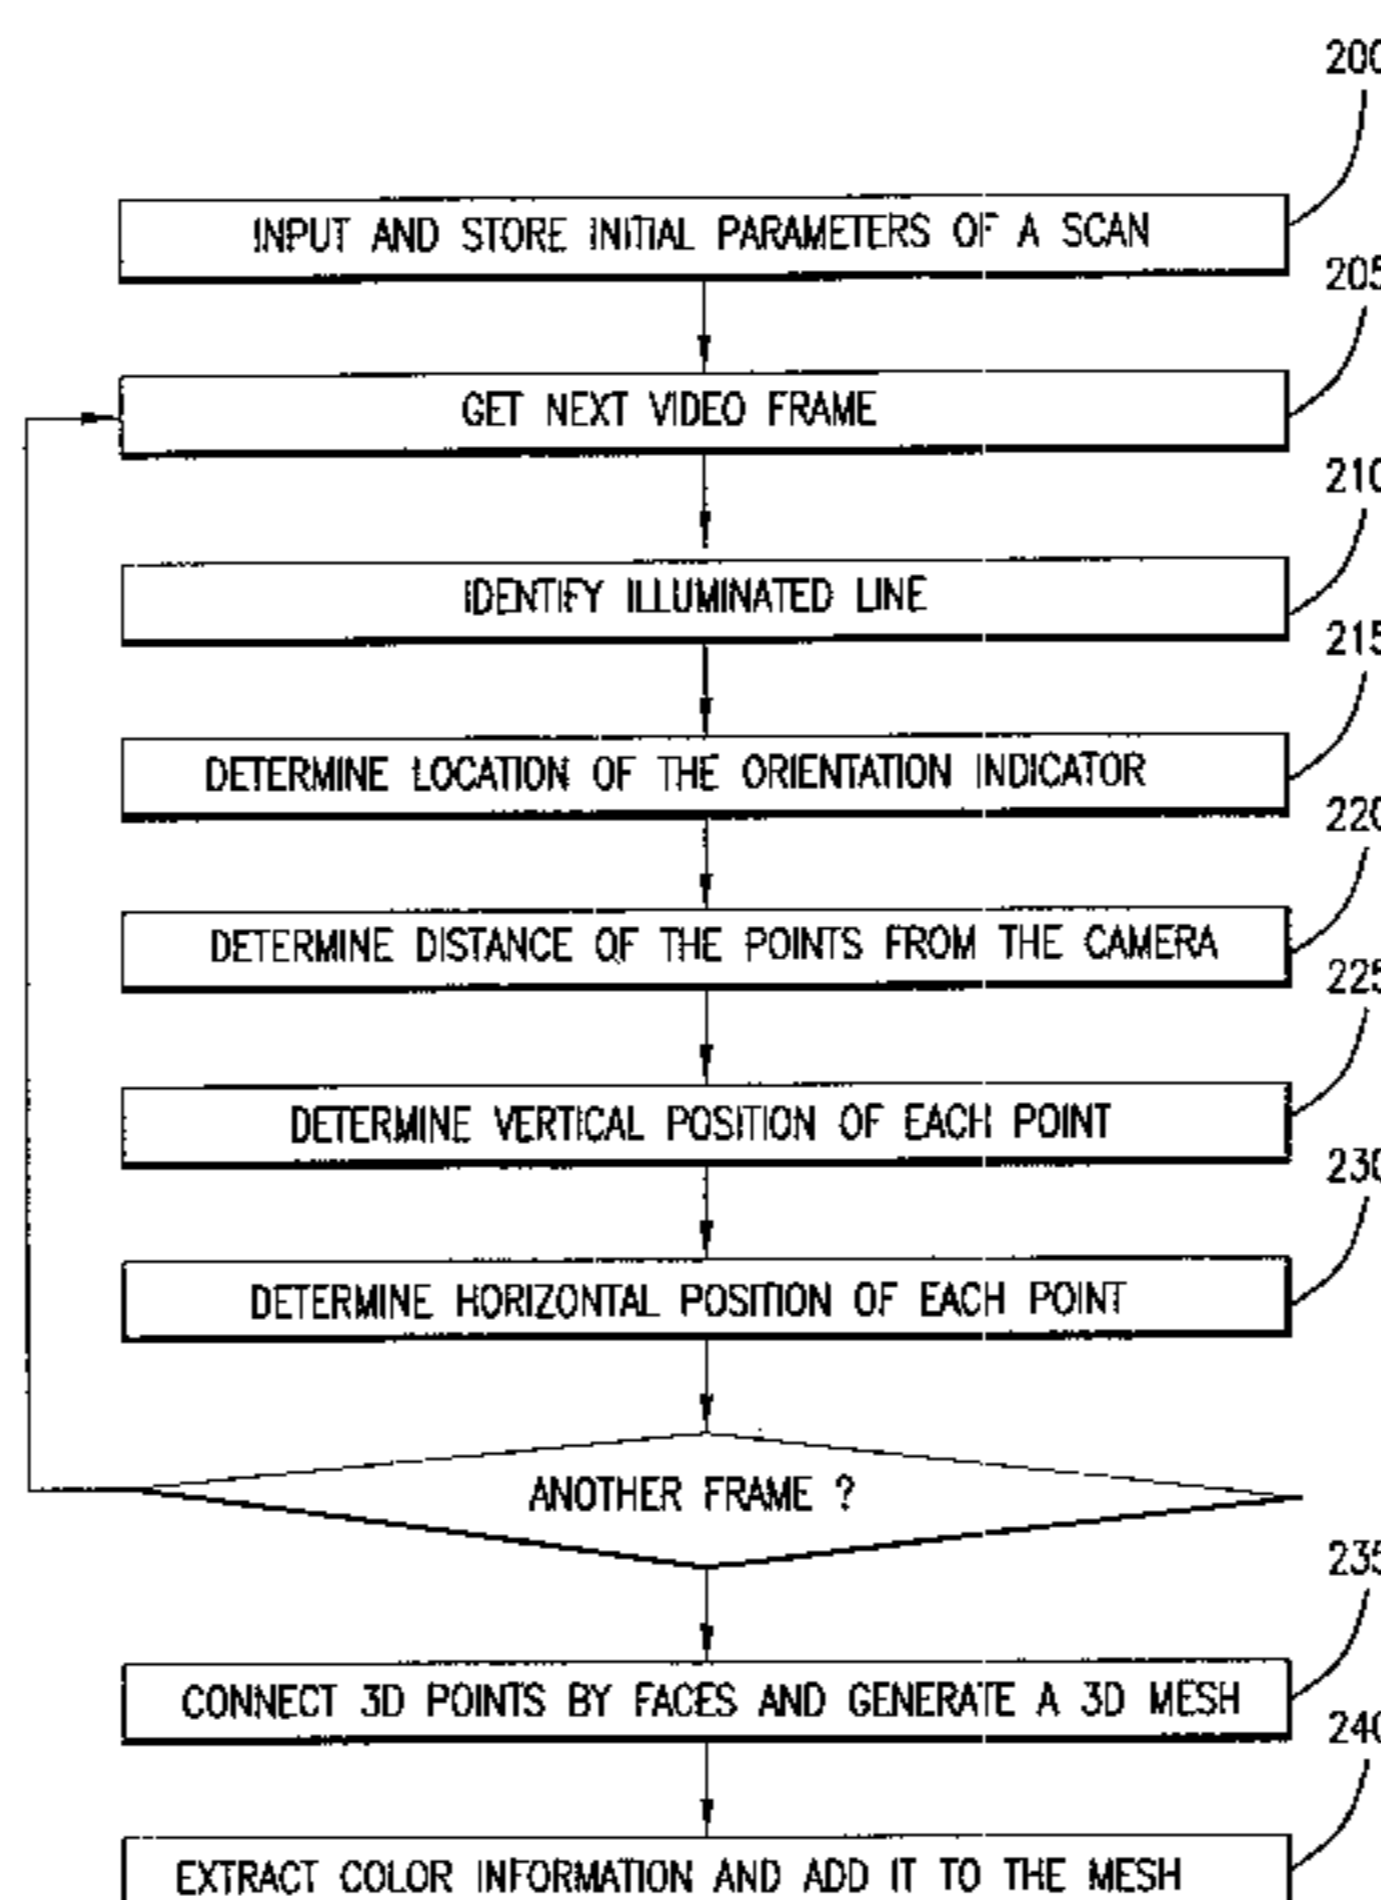 200
INPUT AND STORE INITIAL PARAMETERS OF A SCAN
205
GET NEXT VIDEO FRAME
210
IDENTIFY ILLUMINATED LINE
215
DETERMINE LOCATION OF THE ORIENTATION INDICATOR
220
DETERMINE DISTANCE OF THE POINTS FROM THE CAMERA
225
DETERMINE VERTICAL POSITION OF EACH POINT
230
DETERMINE HORIZONTAL POSITION OF EACH POINT
ANOTHER FRAME ?
235
CONNECT 3D POINTS BY FACES AND GENERATE A 3D MESH
240
EXTRACT COLOR INFORMATION AND ADD IT TO THE MESH